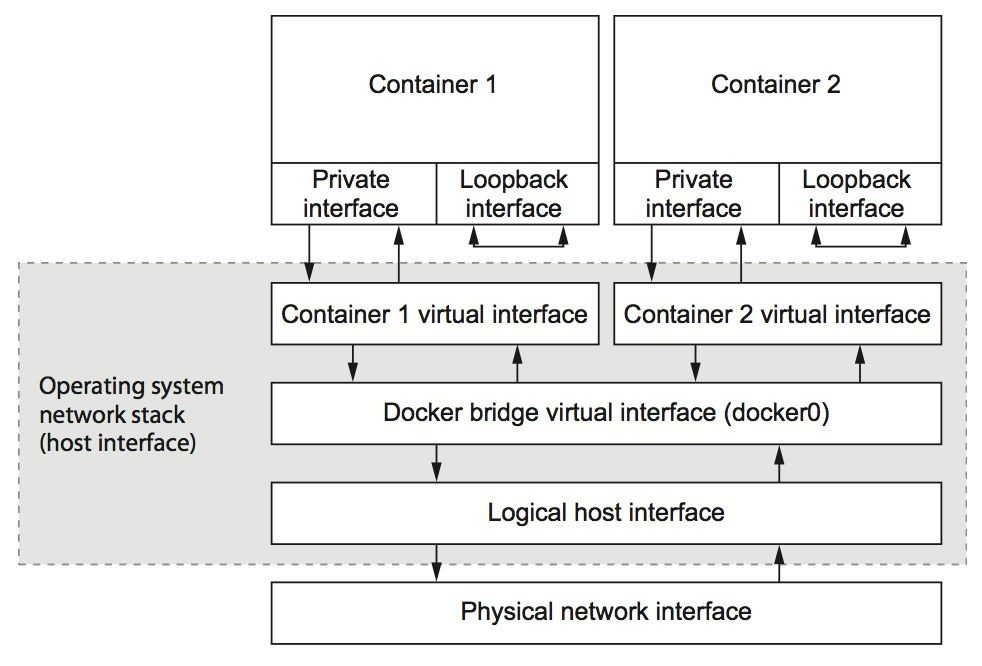 Container 1
Container 2
Private
interface
Loopback
interface
Private
interface
Loopback
interface
Container 1 virtual interface
Container 2 virtual interface
Operating system
network stack
(host interface)
Docker bridge virtual interface (docker0)
Logical host interface
Physical network interface